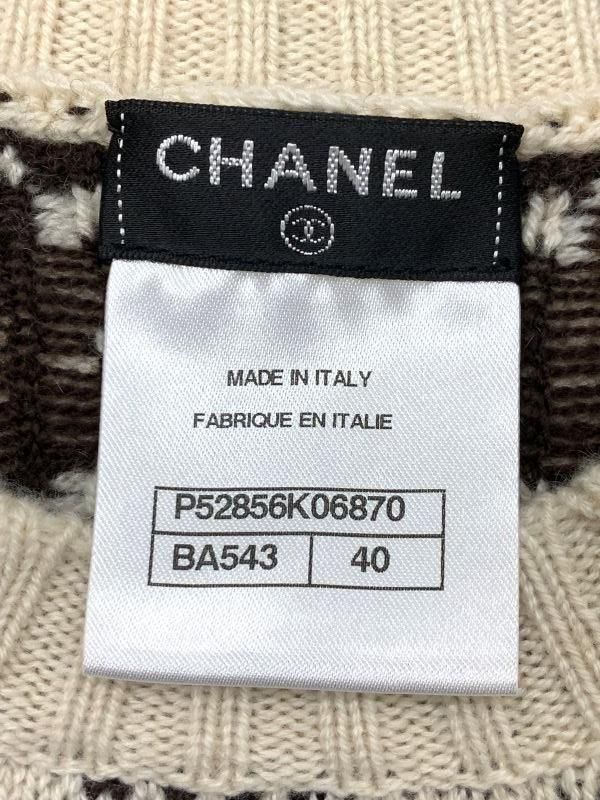 CHANEL
MADE IN ITALY
FABRIQUE EN ITALIE
P52856K06870
BA543 40